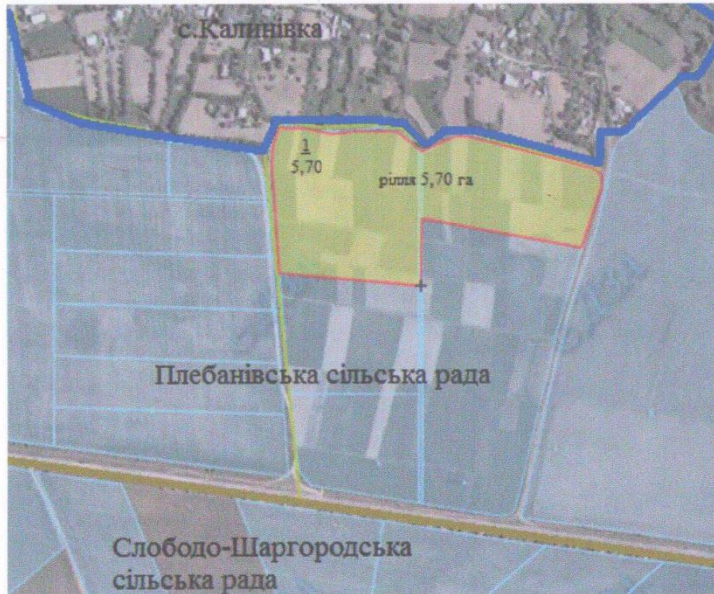 с.Калинівка
1
5,70
рілля 5,70 га
Плебанівська сільська рада
Слободо-Шаргородська
сільська рада